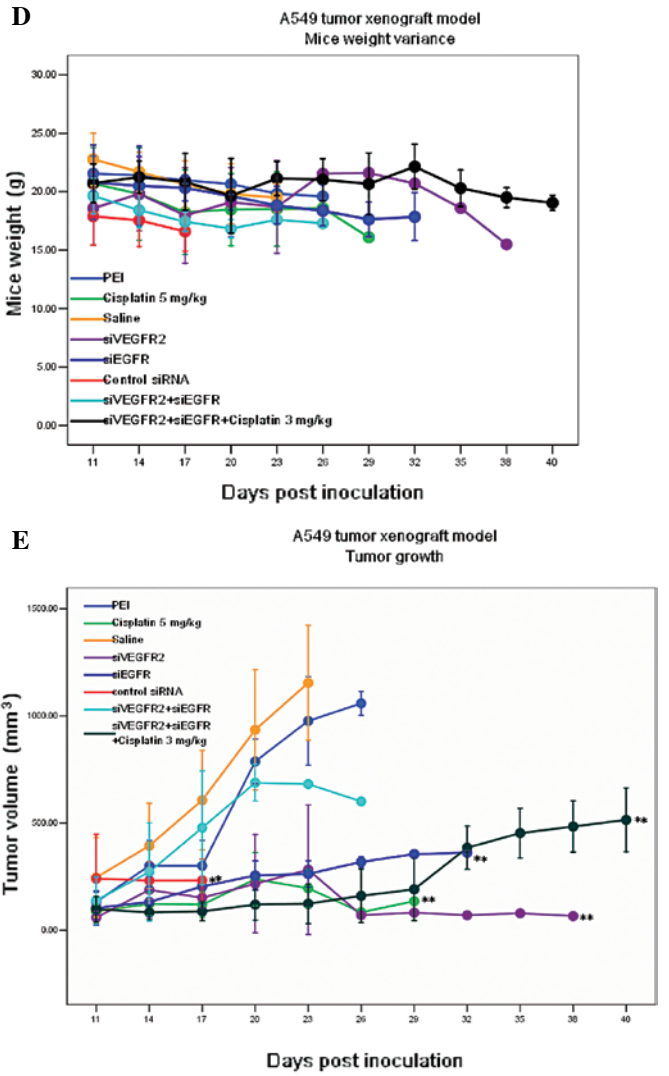 D
A549 tumor xenograft model
Mice weight variance
30.00
25.00
20.00
15.00
10.00
5.00
0.00
Mice weight (g)
PEI
Cisplatin 5 mg/kg
Saline
siVEGFR2
siEGFR
Control siRNA
siVEGFR2+siEGFR
siVEGFR2+siEGFR+Cisplatin 3 mg/kg
11 14 17 20 23 26 29 32 35 38 40
Days post inoculation
E
A549 tumor xenograft model
Tumor growth
1500.00
1000.00
500.00
0.00
Tumor volume (mm³)
PEI
Cisplatin 5 mg/kg
Saline
siVEGFR2
siEGFR
control siRNA
siVEGFR2+siEGFR
siVEGFR2+siEGFR
+Cisplatin 3 mg/kg
**
**
**
**
**
11 14 17 20 23 26 29 32 35 38 40
Days post inoculation